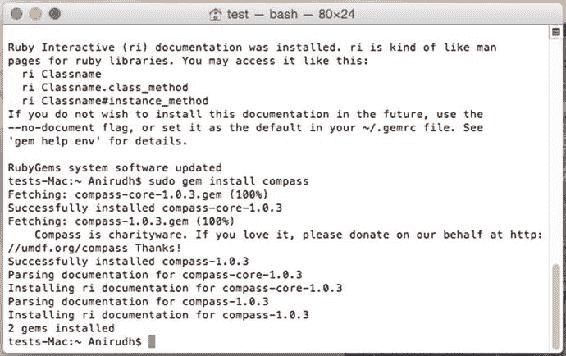 test — bash — 80×24
Ruby Interactive (ri) documentation was installed. ri is kind of like man
pages for ruby libraries. You may access it like this:
  ri Classname
  ri Classname.class_method
  ri Classname#instance_method
If you do not wish to install this documentation in the future, use the
--no-document flag, or set it as the default in your ~/.gemrc file. See
'gem help env' for details.
RubyGems system software updated
tests-Mac:~ Anirudh$ sudo gem install compass
Fetching: compass-core-1.0.3.gem (100%)
Successfully installed compass-core-1.0.3
Fetching: compass-1.0.3.gem (100%)
    Compass is charityware. If you love it, please donate on our behalf at http:
//umdf.org/compass Thanks!
Successfully installed compass-1.0.3
Parsing documentation for compass-core-1.0.3
Installing ri documentation for compass-core-1.0.3
Parsing documentation for compass-1.0.3
Installing ri documentation for compass-1.0.3
2 gems installed
tests-Mac:~ Anirudh$